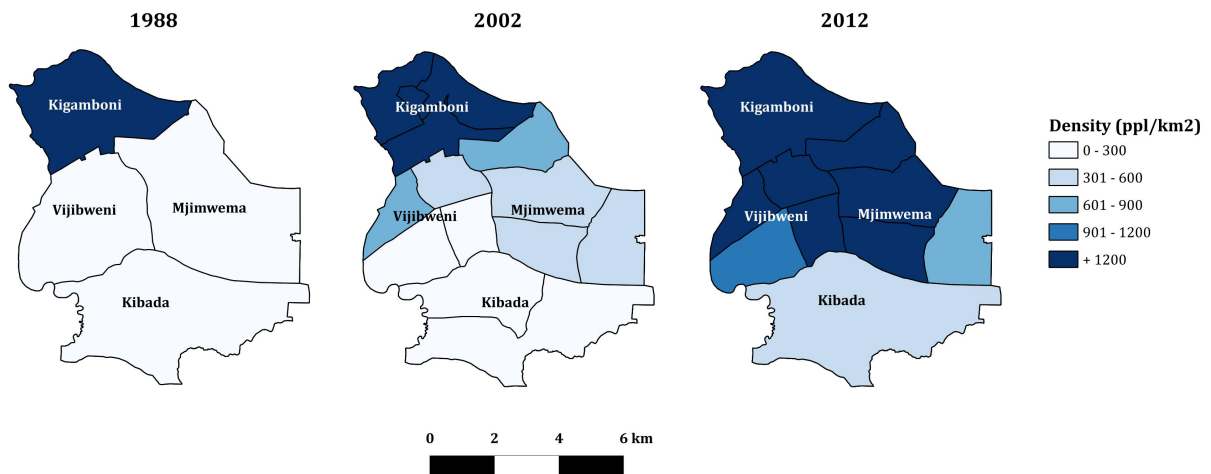 1988
2002
2012
Kigamboni
Vijibweni
Mjimwema
Kibada
Kigamboni
Vijibweni
Mjimwema
Kibada
Kigamboni
Vijibweni
Mjimwema
Kibada
Density (ppl/km2)
0 - 300
301 - 600
601 - 900
901 - 1200
+ 1200
0 2 4 6 km